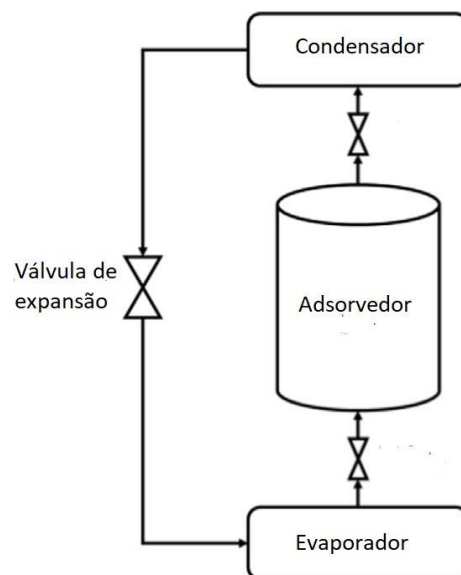 Condensador
Válvula de
expansão
Adsorvedor
Evaporador